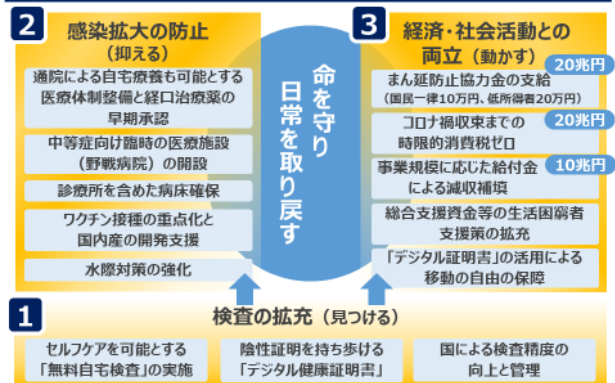 2
感染拡大の防止
(抑える)
通院による自宅療養も可能とする
医療体制整備と経口治療薬の
早期承認
中等症向け臨時の医療施設
(野戦病院)の開設
診療所を含めた病床確保
ワクチン接種の重点化と
国内産の開発支援
水際対策の強化
命を守り
日常を取り戻す
3
経済・社会活動との
両立(動かす)
20兆円
まん延防止協力金の支給
(国民一律10万円、低所得者20万円)
20兆円
コロナ禍収束までの
時限的消費税ゼロ
10兆円
事業規模に応じた給付金
による減収補填
総合支援資金等の生活困窮者
支援策の拡充
「デジタル証明書」の活用による
移動の自由の保障
1
検査の拡充(見つける)
セルフケアを可能とする
「無料自宅検査」の実施
陰性証明を持ち歩ける
「デジタル健康証明書」
国による検査精度の
向上と管理